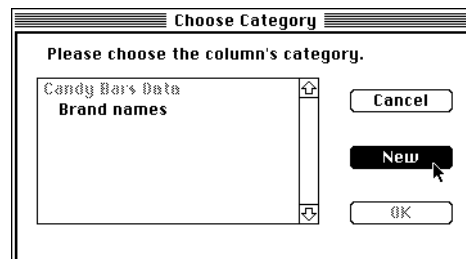 Choose Category
Please choose the column's category.
Candy Bars Data
Brand names
Cancel
New
OK